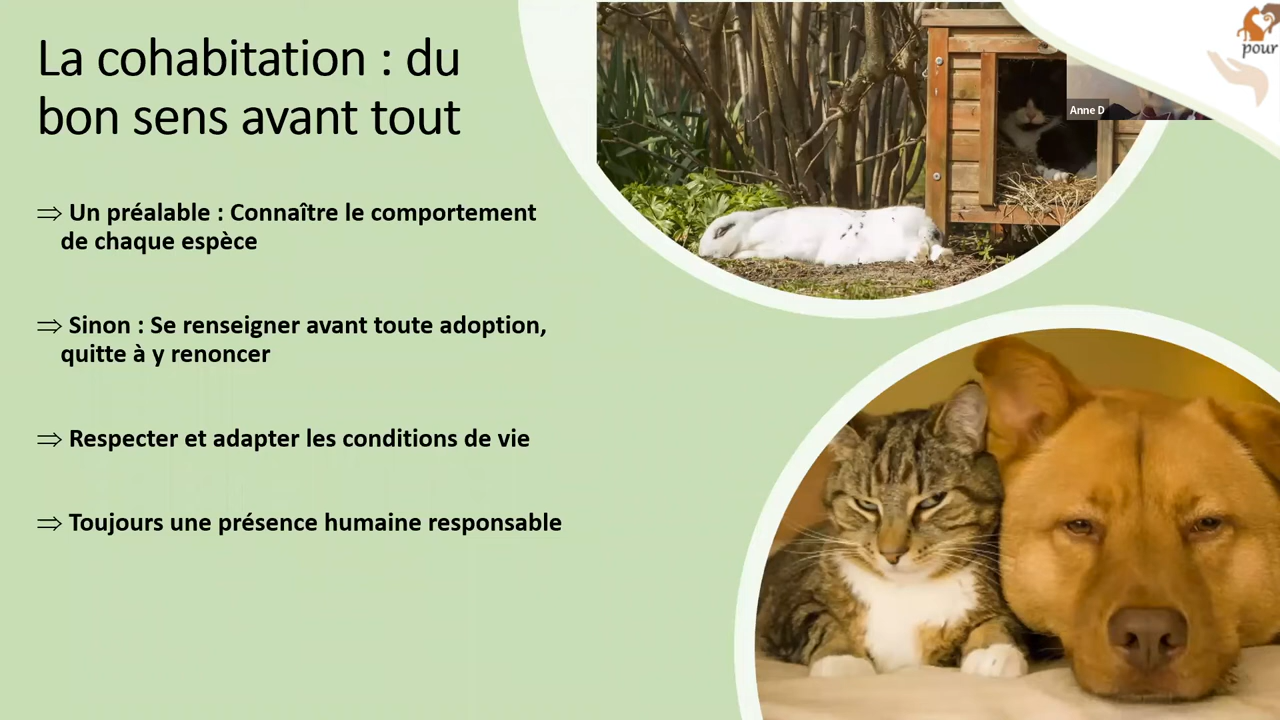 La cohabitation : du
bon sens avant tout
⇒ Un préalable : Connaître le comportement
de chaque espèce
⇒ Sinon : Se renseigner avant toute adoption,
quitte à y renoncer
⇒ Respecter et adapter les conditions de vie
⇒ Toujours une présence humaine responsable
Anne D
pour